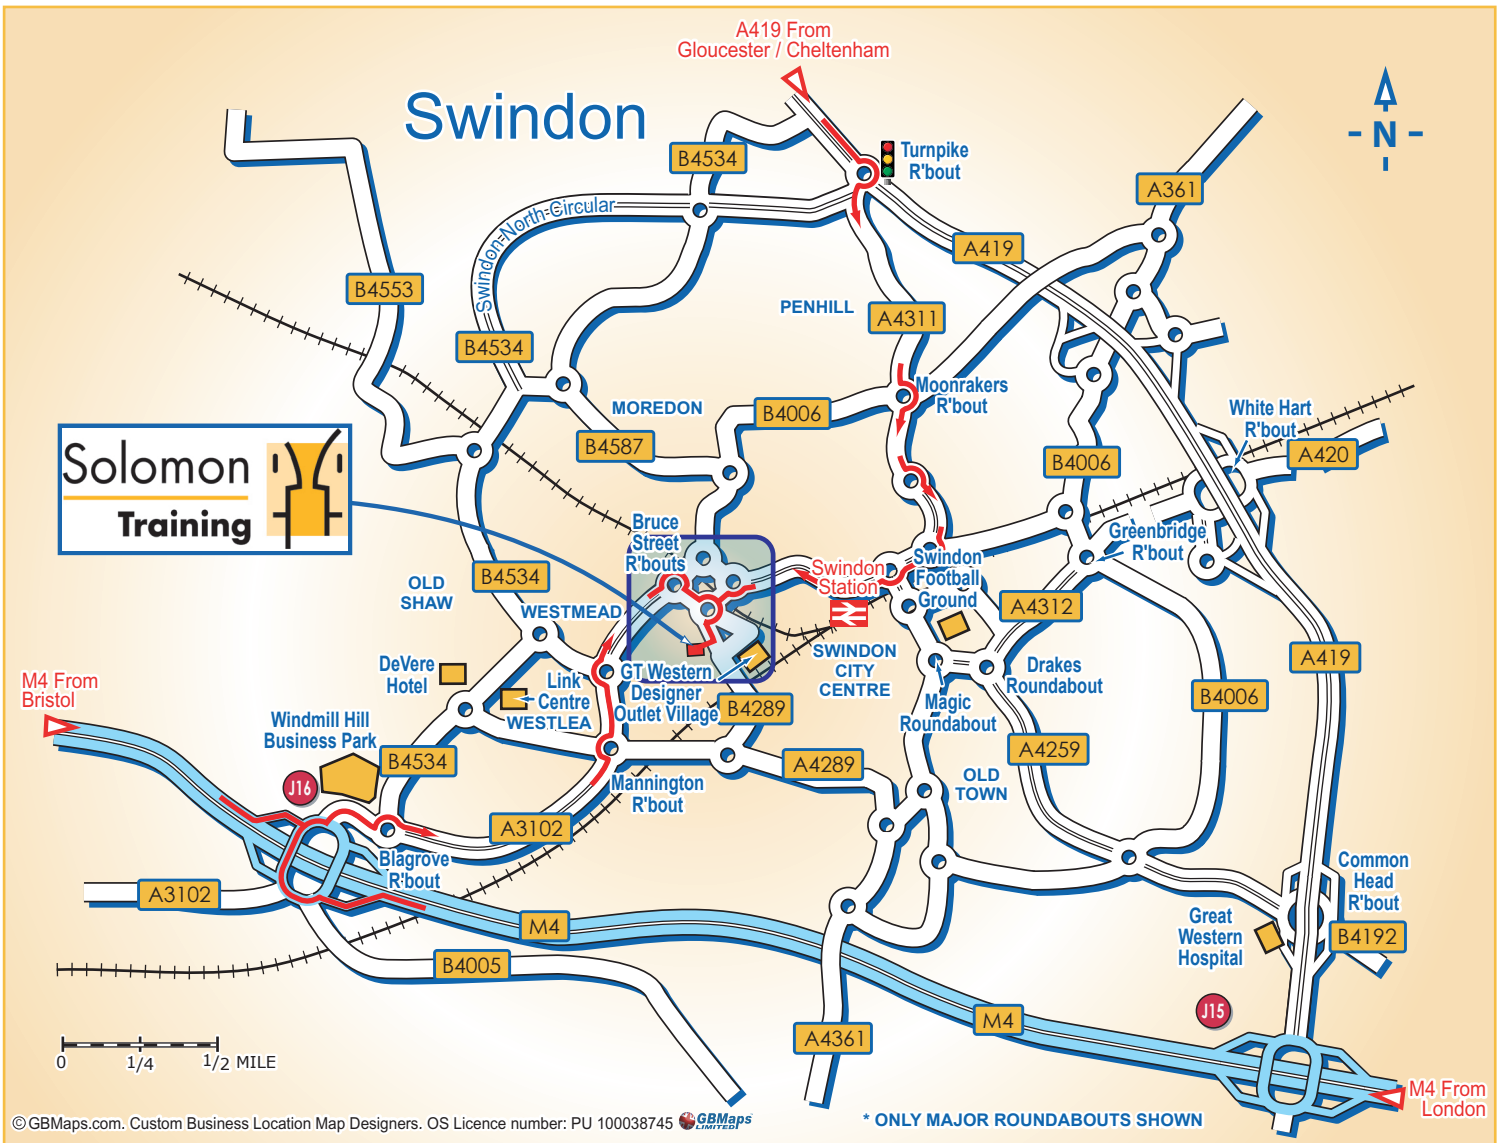 A419 From
Gloucester / Cheltenham
Swindon
N
B4534
Turnpike
R'bout
A361
Swindon North Circular
A419
B4553
PENHILL
A4311
B4534
Moonrakers
R'bout
MOREDON
B4006
White Hart
R'bout
B4587
A420
B4006
Solomon
Training
Bruce
Street
R'bouts
Greenbridge
R'bout
Swindon
Football
Ground
Swindon
Station
B4534
OLD
SHAW
WESTMEAD
A4312
SWINDON
CITY
CENTRE
A419
DeVere
Hotel
Link
Centre
WESTLEA
GT Western
Designer
Outlet Village
Drakes
Roundabout
M4 From
Bristol
B4289
Magic
Roundabout
B4006
Windmill Hill
Business Park
B4534
A4259
A4289
J16
Mannington
R'bout
OLD
TOWN
A3102
Blagrove
R'bout
A3102
Common
Head
R'bout
Great
Western
Hospital
B4192
M4
B4005
J15
M4
A4361
0
1/4
1/2 MILE
M4 From
London
© GBMaps.com. Custom Business Location Map Designers. OS Licence number: PU 100038745
GBMaps
LIMITED
* ONLY MAJOR ROUNDABOUTS SHOWN